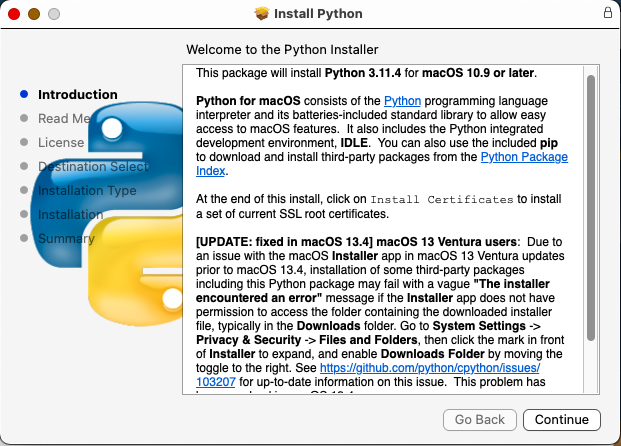 Install Python
Welcome to the Python Installer
Introduction
Read Me
License
Destination Select
Installation Type
Installation
Summary
This package will install Python 3.11.4 for macOS 10.9 or later.
Python for macOS consists of the Python programming language
interpreter and its batteries-included standard library to allow easy
access to macOS features.  It also includes the Python integrated
development environment, IDLE.  You can also use the included pip
to download and install third-party packages from the Python Package
Index.
At the end of this install, click on Install Certificates to install
a set of current SSL root certificates.
[UPDATE: fixed in macOS 13.4] macOS 13 Ventura users:  Due to
an issue with the macOS Installer app in macOS 13 Ventura updates
prior to macOS 13.4, installation of some third-party packages
including this Python package may fail with a vague "The installer
encountered an error" message if the Installer app does not have
permission to access the folder containing the downloaded installer
file, typically in the Downloads folder. Go to System Settings ->
Privacy & Security -> Files and Folders, then click the mark in front
of Installer to expand, and enable Downloads Folder by moving the
toggle to the right. See https://github.com/python/cpython/issues/
103207 for up-to-date information on this issue.  This problem has
Go Back
Continue